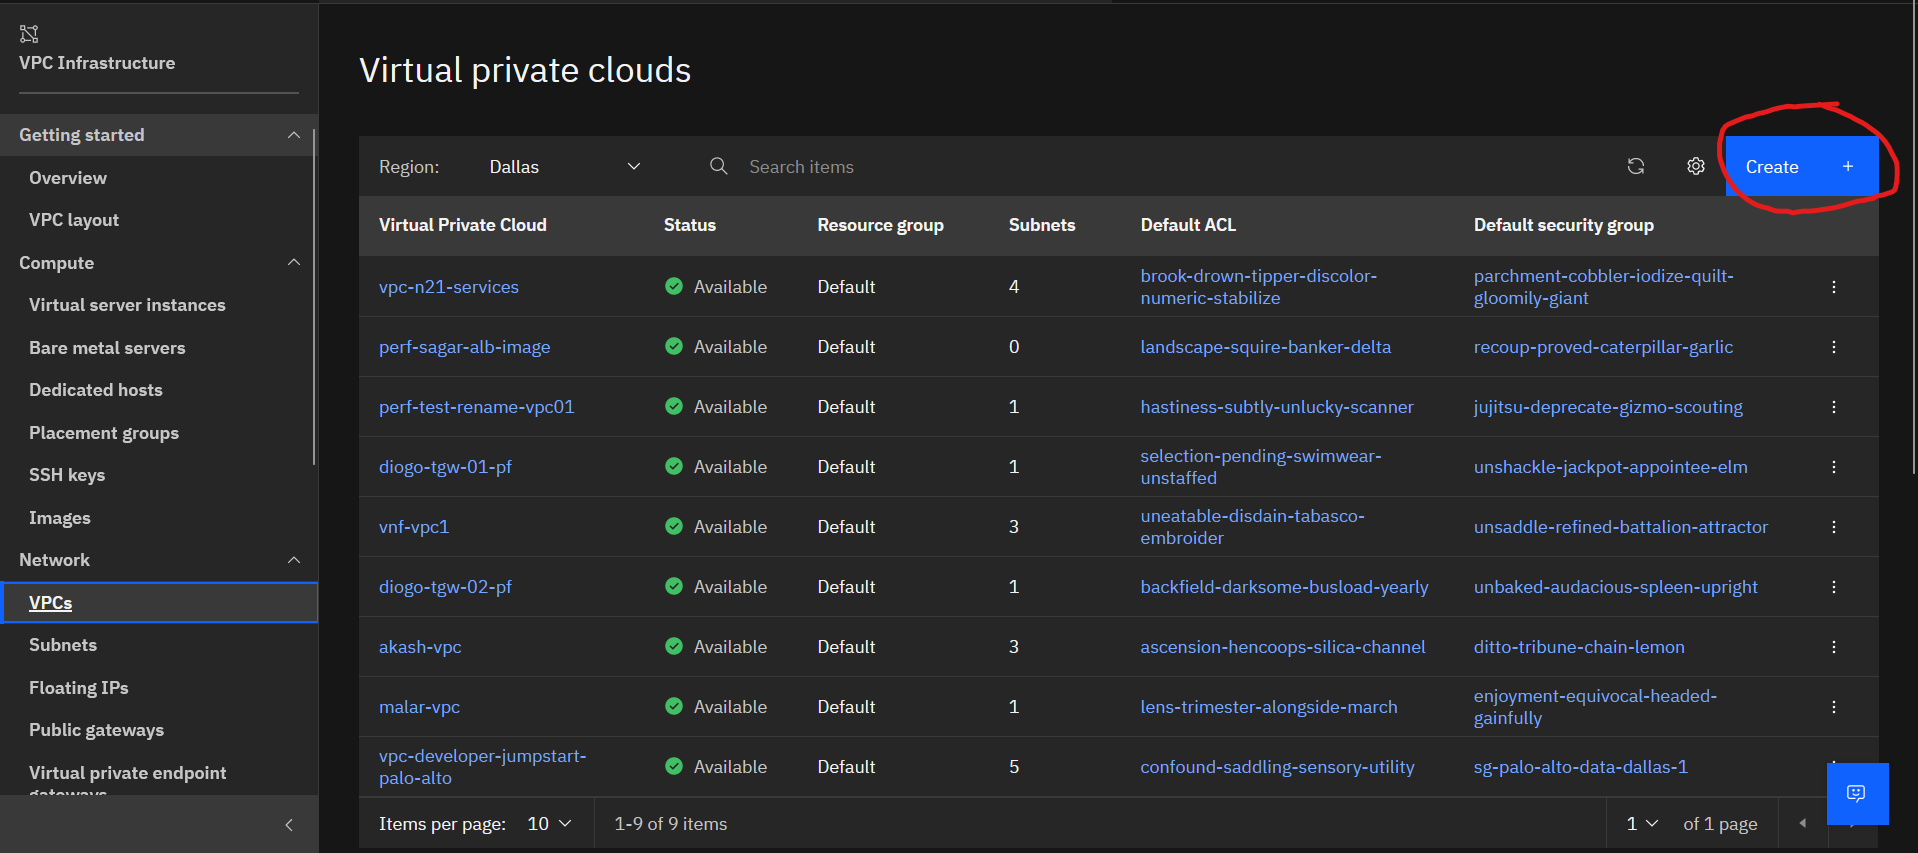 VPC Infrastructure
Getting started
Overview
VPC layout
Compute
Virtual server instances
Bare metal servers
Dedicated hosts
Placement groups
SSH keys
Images
Network
VPCs
Subnets
Floating IPs
Public gateways
Virtual private endpoint
gateways
Virtual private clouds
Region: Dallas Search items Create +
Virtual Private Cloud Status Resource group Subnets Default ACL Default security group
vpc-n21-services Available Default 4 brook-drown-tipper-discolor-numeric-stabilize parchment-cobbler-iodize-quilt-gloomily-giant
perf-sagar-alb-image Available Default 0 landscape-squire-banker-delta recoup-proved-caterpillar-garlic
perf-test-rename-vpc01 Available Default 1 hastiness-subtly-unlucky-scanner jujitsu-deprecate-gizmo-scouting
diogo-tgw-01-pf Available Default 1 selection-pending-swimwear-unstaffed unshackle-jackpot-appointee-elm
vnf-vpc1 Available Default 3 uneatable-disdain-tabasco-embroider unsaddle-refined-battalion-attractor
diogo-tgw-02-pf Available Default 1 backfield-darksome-busload-yearly unbaked-audacious-spleen-upright
akash-vpc Available Default 3 ascension-hencoops-silica-channel ditto-tribune-chain-lemon
malar-vpc Available Default 1 lens-trimester-alongside-march enjoyment-equivocal-headed-gainfully
vpc-developer-jumpstart-palo-alto Available Default 5 confound-saddling-sensory-utility sg-palo-alto-data-dallas-1
Items per page: 10 1-9 of 9 items 1 of 1 page